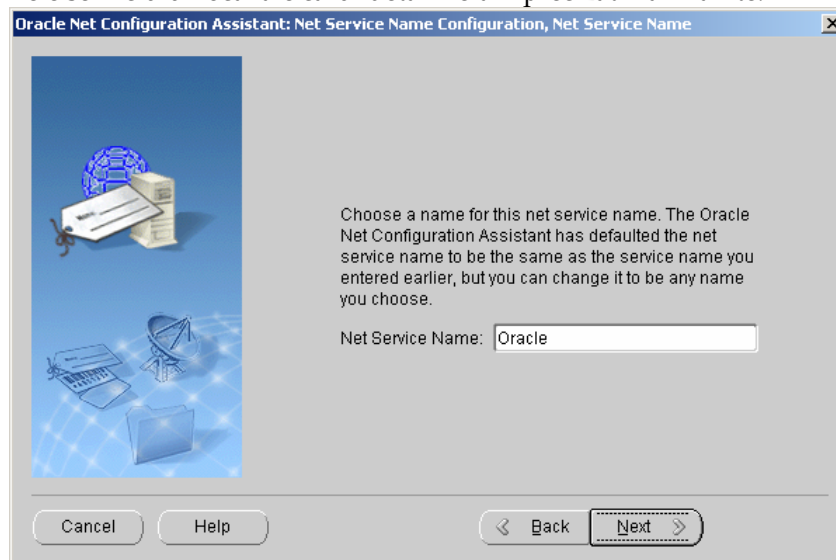 Oracle Net Configuration Assistant: Net Service Name Configuration, Net Service Name
Choose a name for this net service name. The Oracle
Net Configuration Assistant has defaulted the net
service name to be the same as the service name you
entered earlier, but you can change it to be any name
you choose.
Net Service Name: Oracle
Cancel Help Back Next